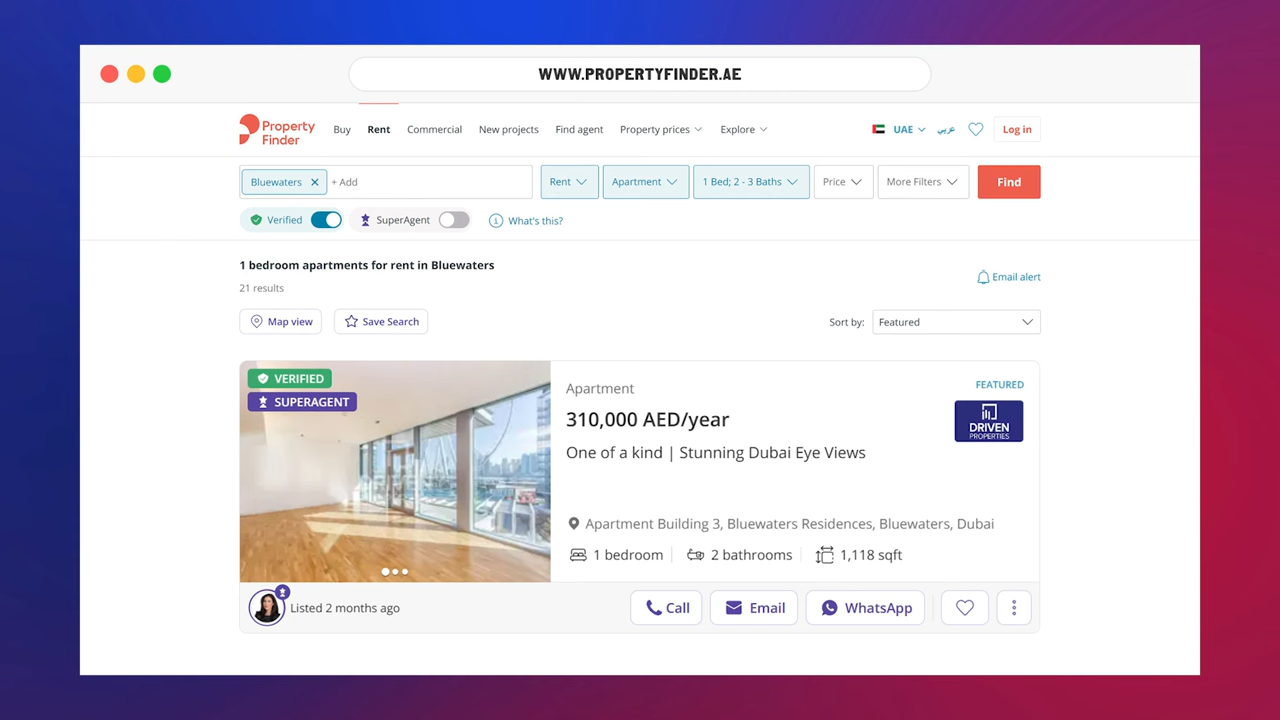 WWW.PROPERTYFINDER.AE
Property Finder
Buy Rent Commercial New projects Find agent Property prices Explore UAE عربي Log in
Bluewaters + Add Rent Apartment 1 Bed; 2 - 3 Baths Price More Filters Find
Verified SuperAgent What's this?
1 bedroom apartments for rent in Bluewaters
21 results
Email alert
Map view Save Search Sort by: Featured
VERIFIED
SUPERAGENT
Apartment
FEATURED
310,000 AED/year
DRIVEN
PROPERTIES
One of a kind | Stunning Dubai Eye Views
Apartment Building 3, Bluewaters Residences, Bluewaters, Dubai
1 bedroom 2 bathrooms 1,118 sqft
Listed 2 months ago Call Email WhatsApp